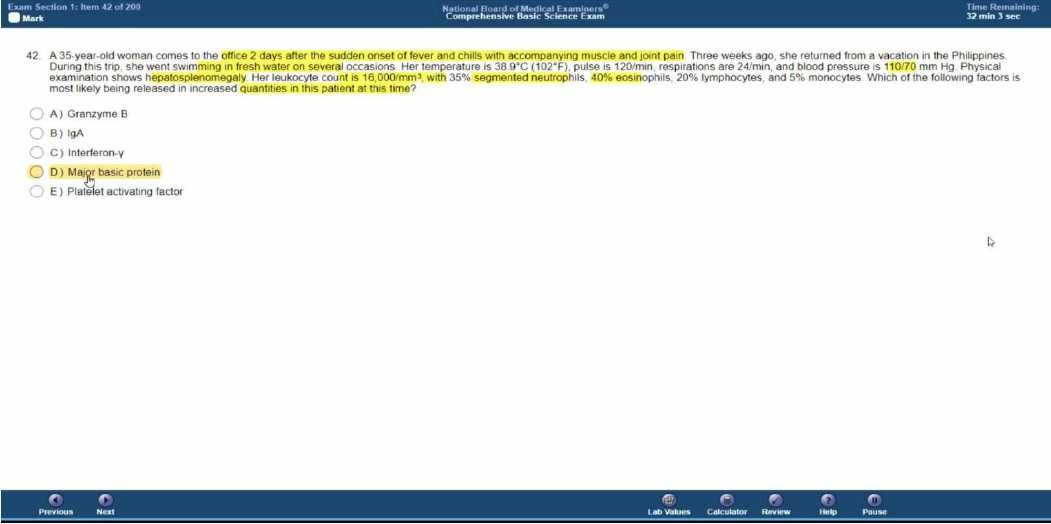 Exam Section 1: Item 42 of 200
National Board of Medical Examiners®
Time Remaining:
Mark
Comprehensive Basic Science Exam
32 min 3 sec
42. A 35-year-old woman comes to the office 2 days after the sudden onset of fever and chills with accompanying muscle and joint pain. Three weeks ago, she returned from a vacation in the Philippines.
During this trip, she went swimming in fresh water on several occasions. Her temperature is 38.9°C (102°F), pulse is 120/min, respirations are 24/min, and blood pressure is 110/70 mm Hg. Physical
examination shows hepatosplenomegaly. Her leukocyte count is 16,000/mm³, with 35% segmented neutrophils, 40% eosinophils, 20% lymphocytes, and 5% monocytes. Which of the following factors is
most likely being released in increased quantities in this patient at this time?
A) Granzyme B
B) IgA
C) Interferon-γ
D) Major basic protein
E) Platelet activating factor
Previous
Next
Lab Values
Calculator
Review
Help
Pause